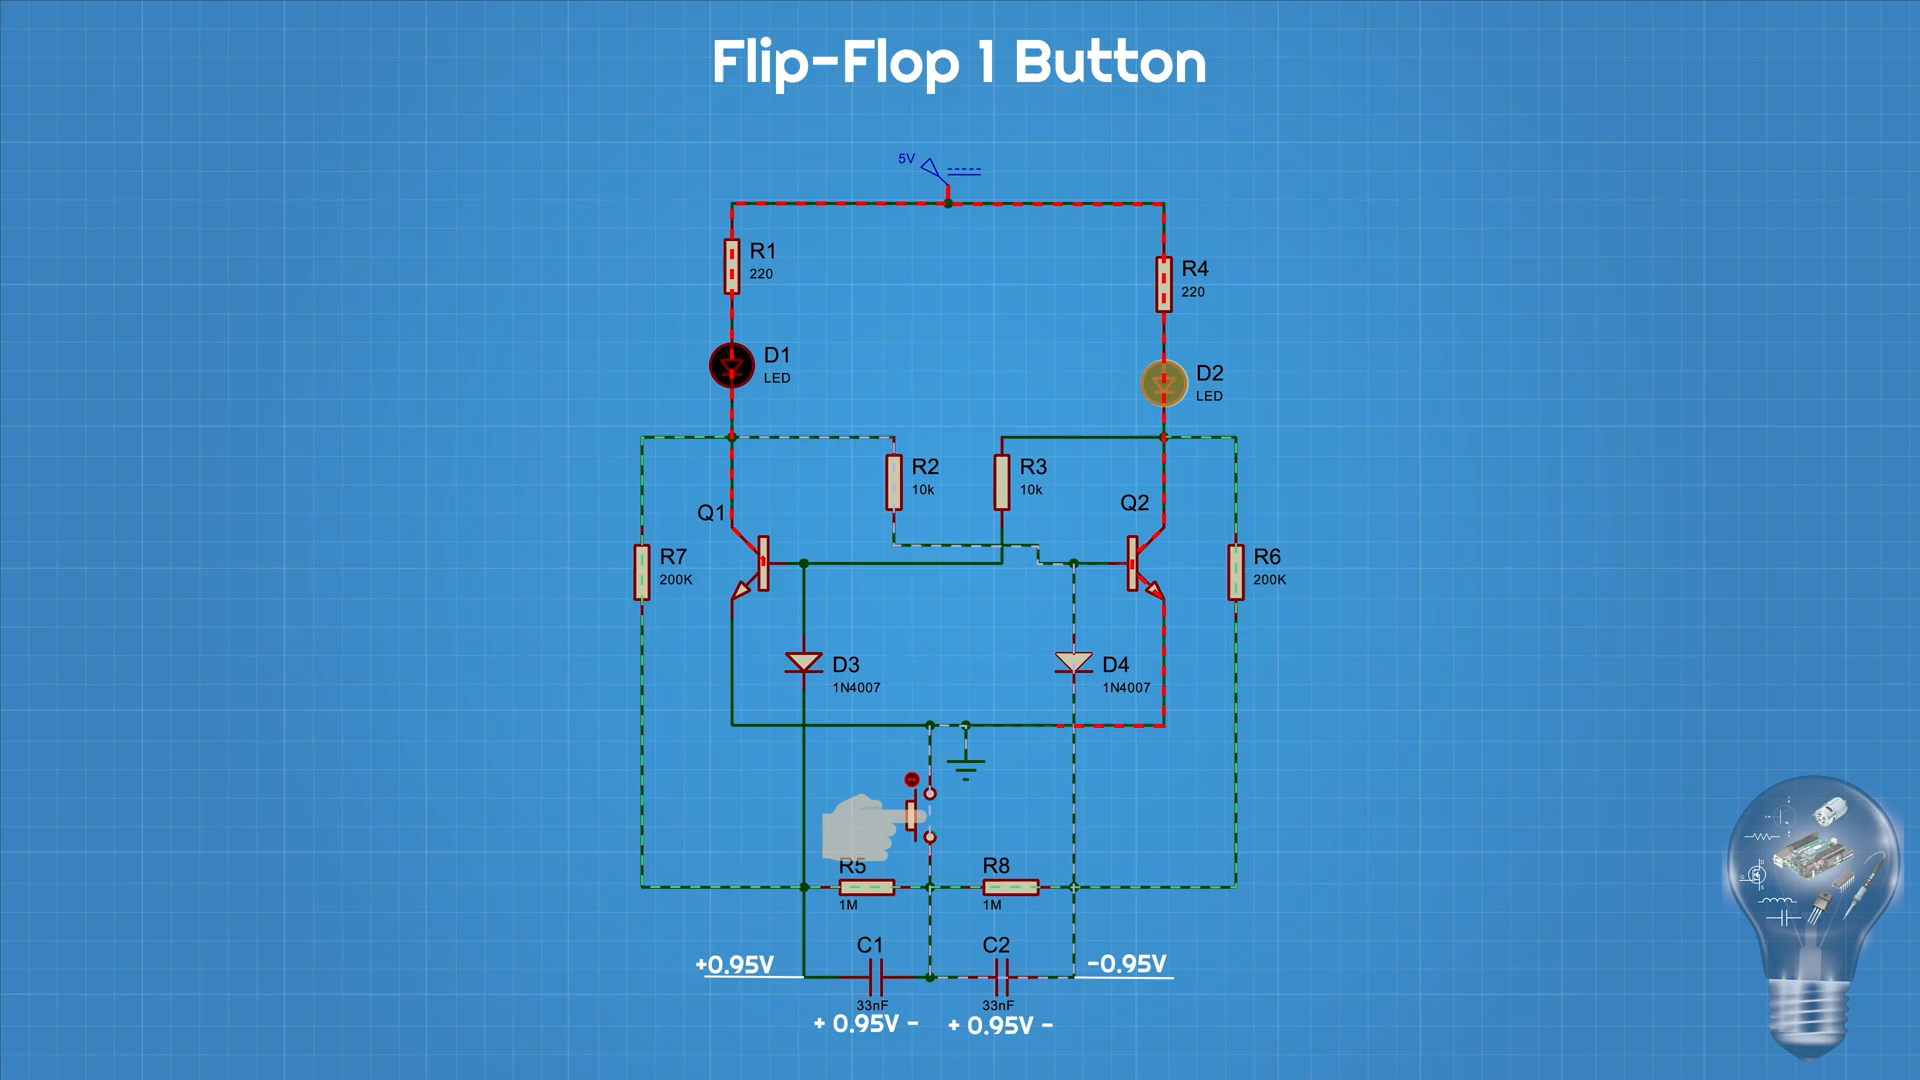 Flip-Flop 1 Button
5V
R1
220
R4
220
D1
LED
D2
LED
R2
10k
R3
10k
Q1
Q2
R7
200K
R6
200K
D3
1N4007
D4
1N4007
R5
1M
R8
1M
C1
33nF
C2
33nF
+0.95V
-0.95V
+ 0.95V -
+ 0.95V -